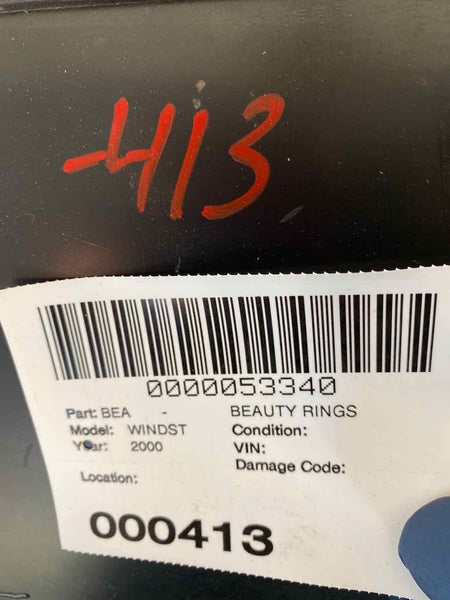 413
0000053340
Part: BEA - BEAUTY RINGS
Model: WINDST Condition:
Year: 2000 VIN:
Damage Code:
Location:
000413